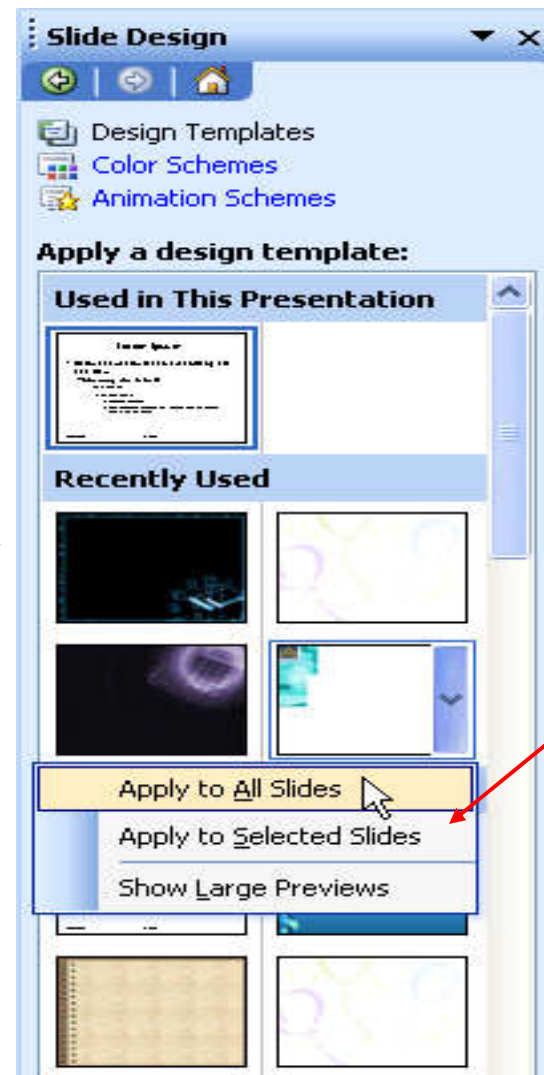 Slide Design
Design Templates
Color Schemes
Animation Schemes
Apply a design template:
Used in This Presentation
Recently Used
Apply to All Slides
Apply to Selected Slides
Show Large Previews